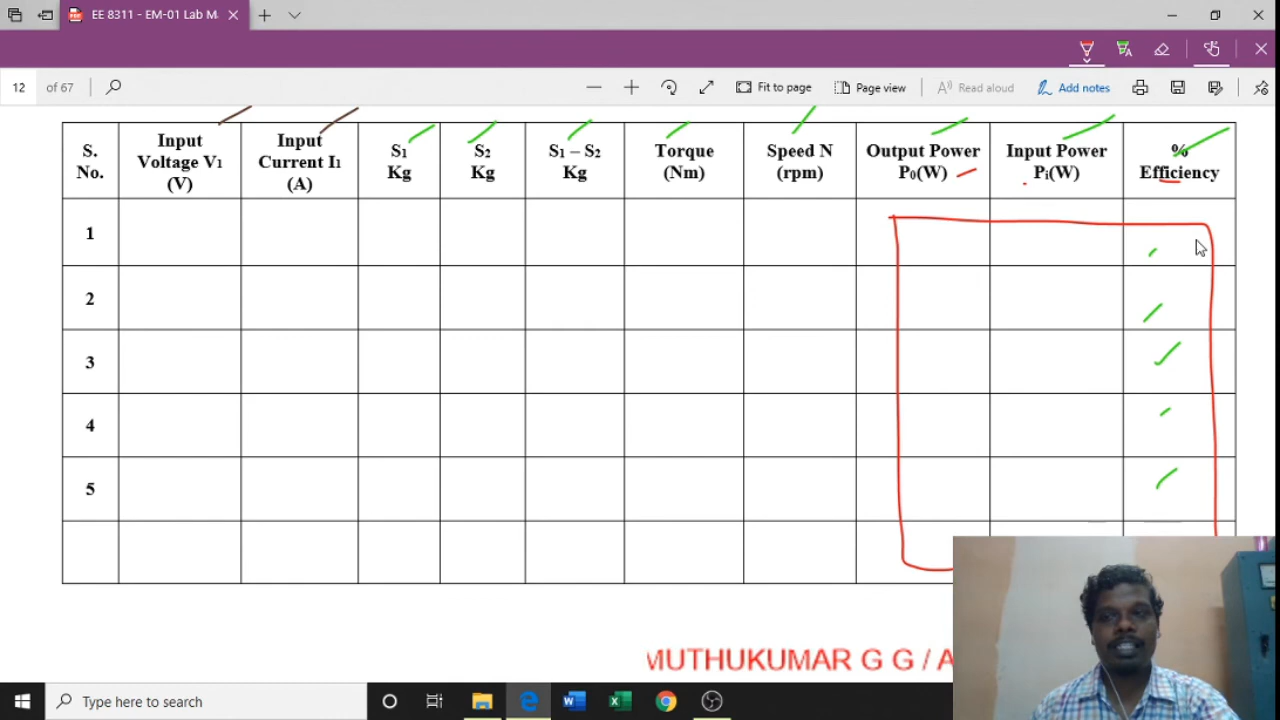 EE 8311 - EM-01 Lab M
12 of 67
Fit to page
Page view
Read aloud
Add notes
S. No.
Input Voltage V1 (V)
Input Current I1 (A)
S1 Kg
S2 Kg
S1 – S2 Kg
Torque (Nm)
Speed N (rpm)
Output Power P0(W)
Input Power Pi(W)
% Efficiency
1
2
3
4
5
MUTHUKUMAR G G / A
Type here to search